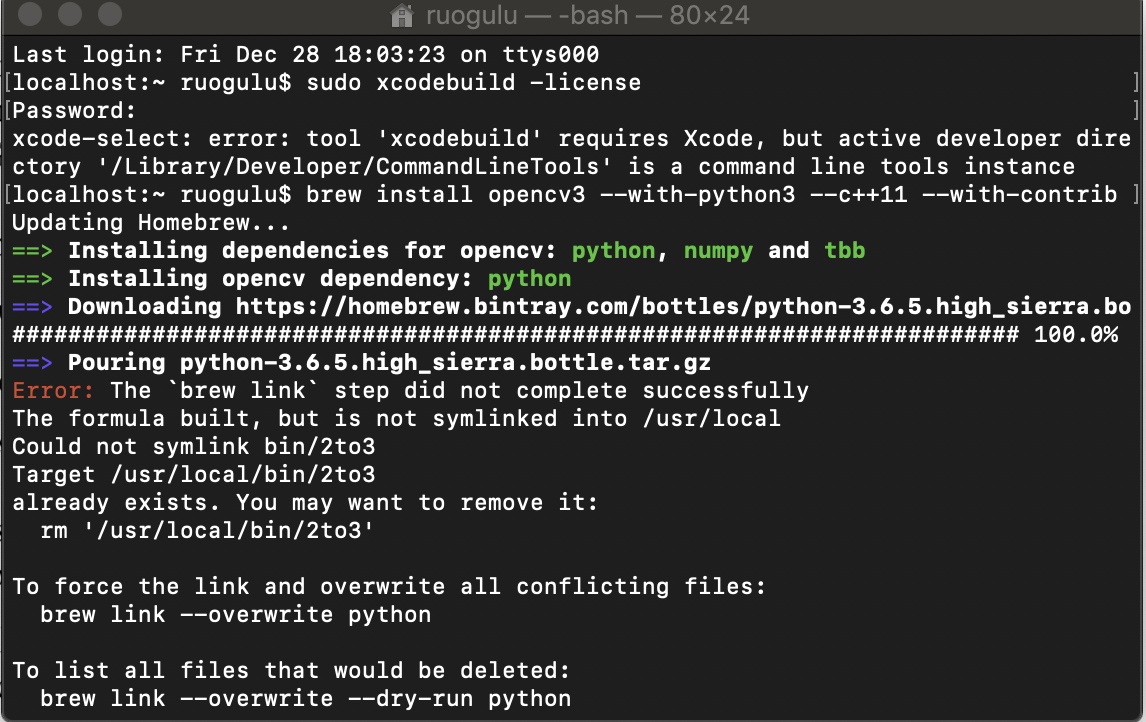 ruogulu — -bash — 80×24
Last login: Fri Dec 28 18:03:23 on ttys000
[localhost:~ ruogulu$ sudo xcodebuild -license ]
[Password: ]
xcode-select: error: tool 'xcodebuild' requires Xcode, but active developer dire
ctory '/Library/Developer/CommandLineTools' is a command line tools instance
[localhost:~ ruogulu$ brew install opencv3 --with-python3 --c++11 --with-contrib ]
Updating Homebrew...
==> Installing dependencies for opencv: python, numpy and tbb
==> Installing opencv dependency: python
==> Downloading https://homebrew.bintray.com/bottles/python-3.6.5.high_sierra.bo
######################################################################## 100.0%
==> Pouring python-3.6.5.high_sierra.bottle.tar.gz
Error: The `brew link` step did not complete successfully
The formula built, but is not symlinked into /usr/local
Could not symlink bin/2to3
Target /usr/local/bin/2to3
already exists. You may want to remove it:
  rm '/usr/local/bin/2to3'

To force the link and overwrite all conflicting files:
  brew link --overwrite python

To list all files that would be deleted:
  brew link --overwrite --dry-run python